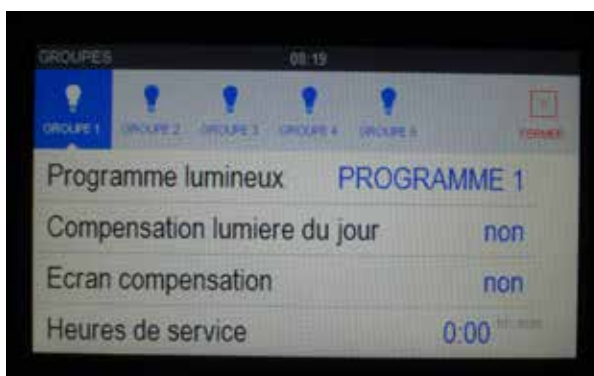 GROUPES 08:19
GROUPE 1 GROUPE 2 GROUPE 3 GROUPE 4 GROUPE 5 FERMER
Programme lumineux PROGRAMME 1
Compensation lumiere du jour non
Ecran compensation non
Heures de service 0:00